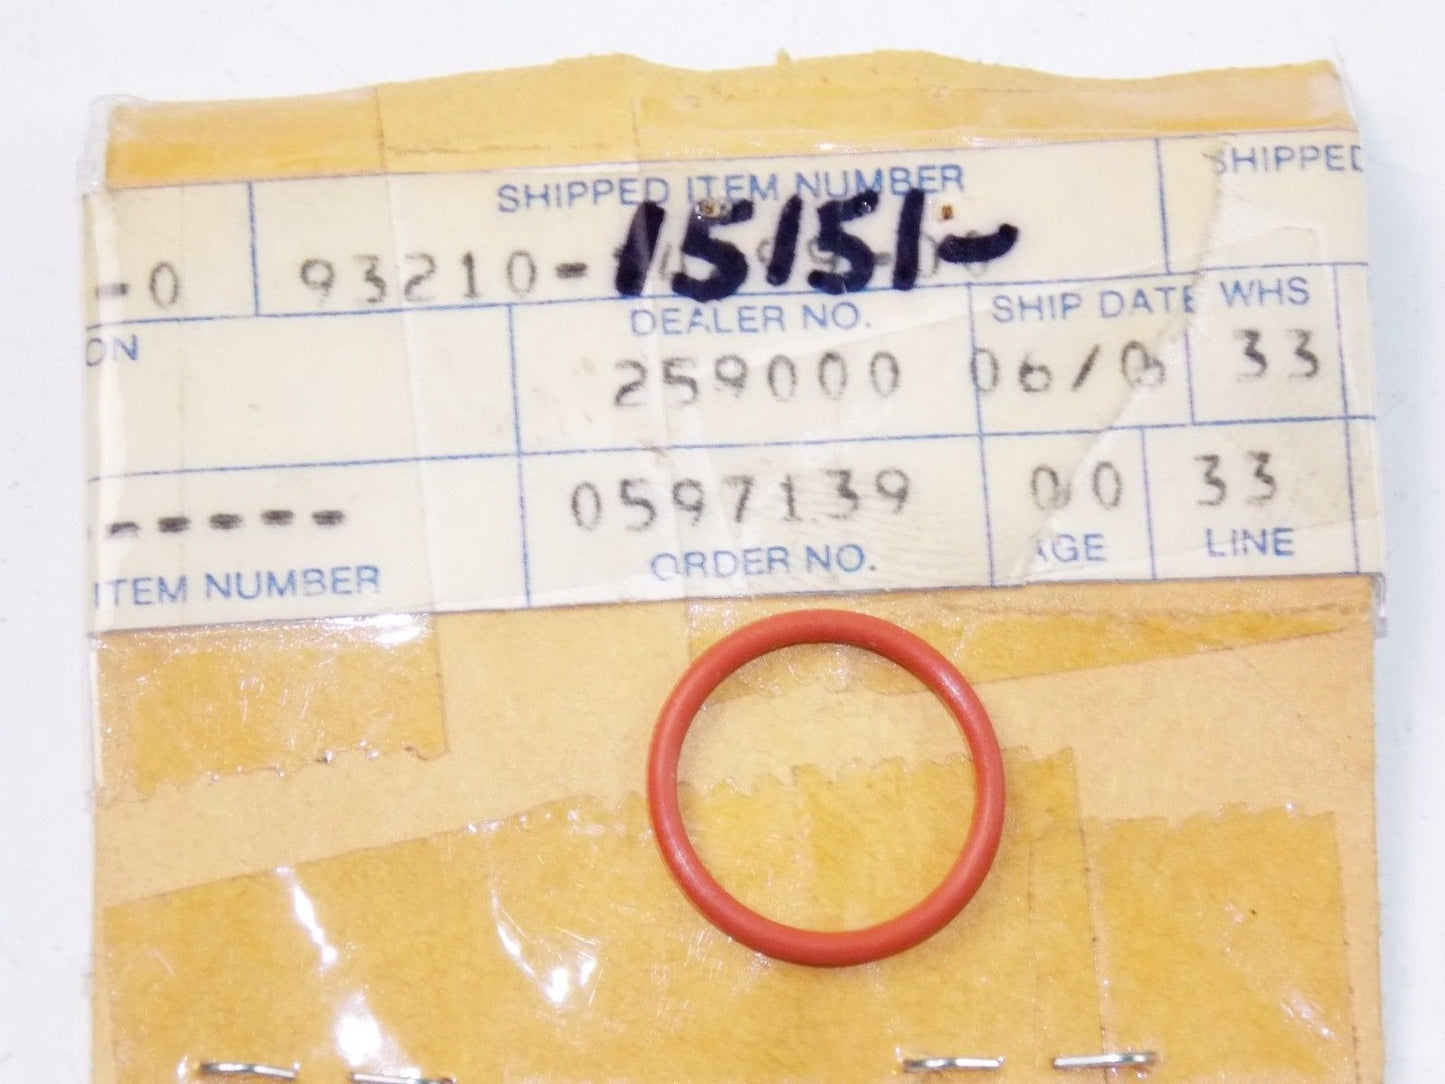 SHIPPED ITEM NUMBER SHIPPED
-0 93210-15151-
DEALER NO. SHIP DATE WHS
ON 259000 06/0 33
----- 0597139 00 33
ITEM NUMBER ORDER NO. AGE LINE